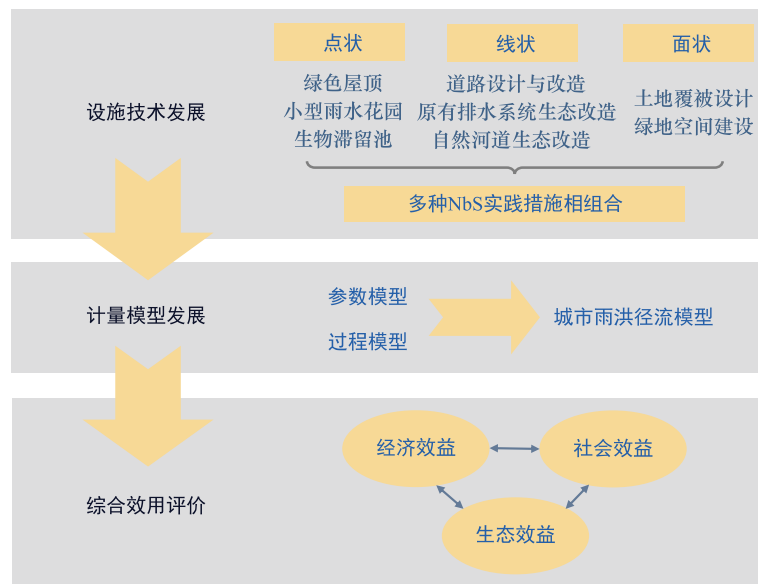 点状
线状
面状
绿色屋顶
小型雨水花园
生物滞留池
道路设计与改造
原有排水系统生态改造
自然河道生态改造
土地覆被设计
绿地空间建设
设施技术发展
多种NbS实践措施相组合
计量模型发展
参数模型
过程模型
城市雨洪径流模型
综合效用评价
经济效益
社会效益
生态效益